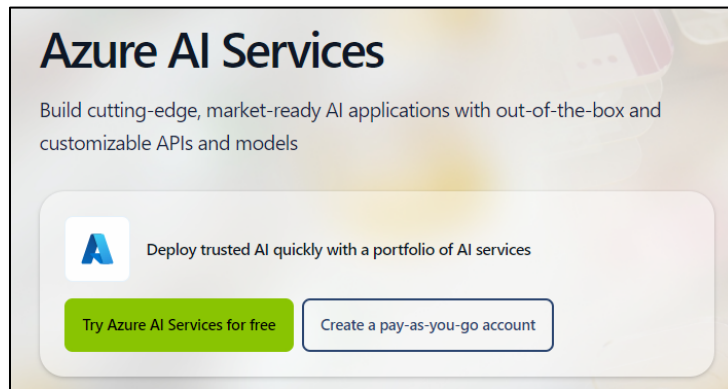 Azure AI Services
Build cutting-edge, market-ready AI applications with out-of-the-box and
customizable APIs and models
Deploy trusted AI quickly with a portfolio of AI services
Try Azure AI Services for free
Create a pay-as-you-go account